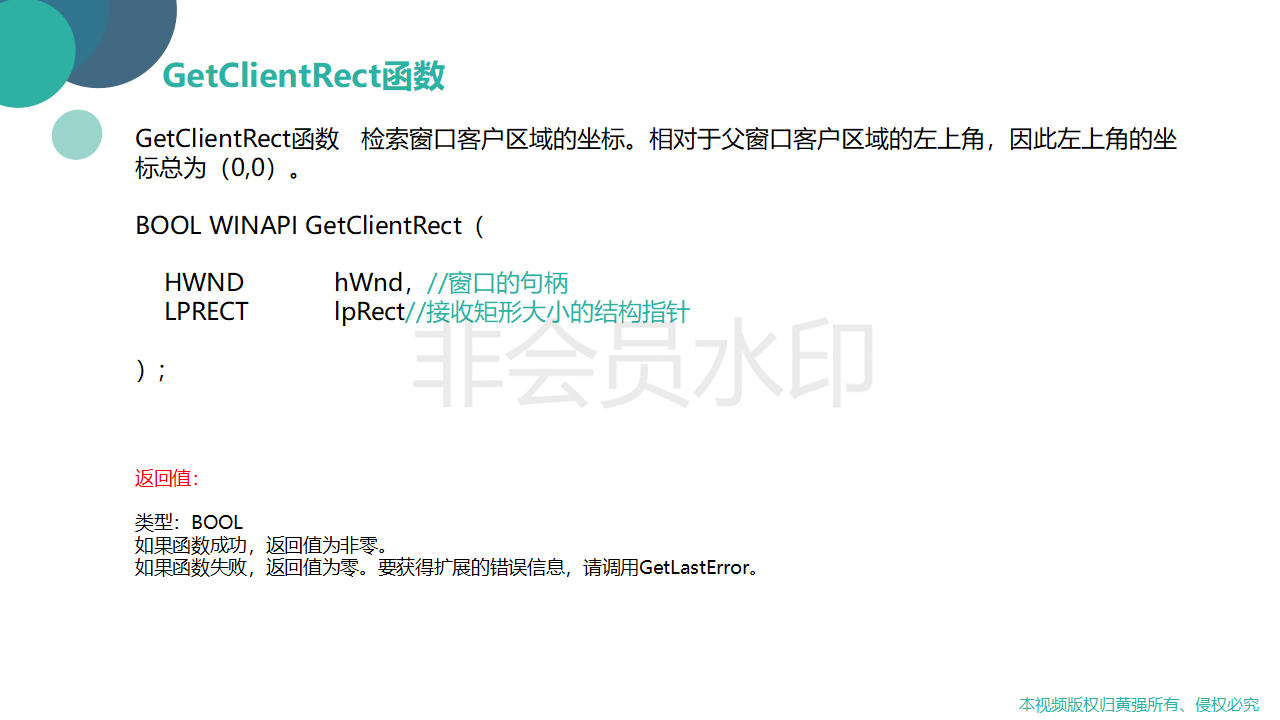 GetClientRect函数
GetClientRect函数   检索窗口客户区域的坐标。相对于父窗口客户区域的左上角，因此左上角的坐
标总为（0,0）。
BOOL WINAPI GetClientRect（
HWND hWnd，//窗口的句柄
LPRECT lpRect//接收矩形大小的结构指针
）;
非会员水印
返回值：
类型：BOOL
如果函数成功，返回值为非零。
如果函数失败，返回值为零。要获得扩展的错误信息，请调用GetLastError。
本视频版权归黄强所有、侵权必究